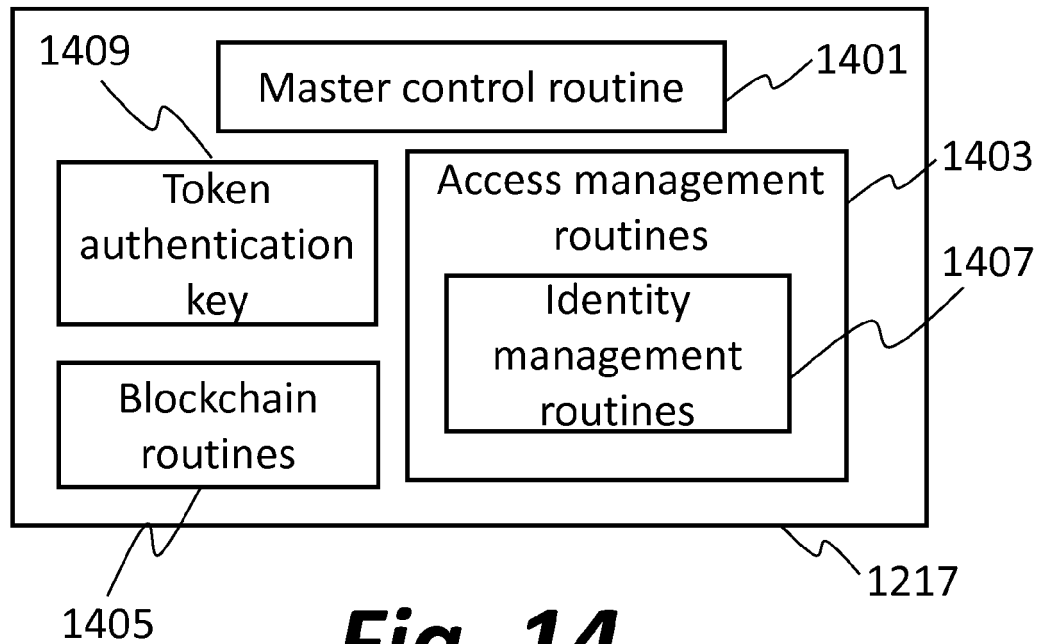 1409
Master control routine
1401
Token
authentication
key
Access management
routines
1403
Identity
management
routines
1407
Blockchain
routines
1405
1217
Fig. 14